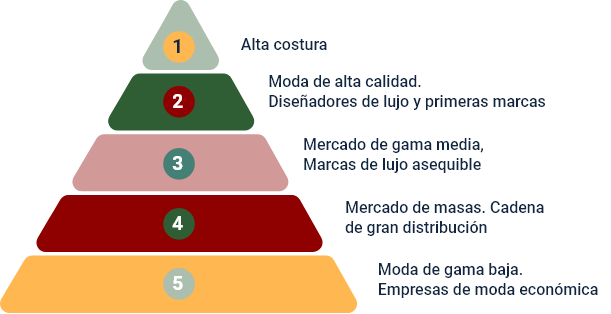 1
Alta costura
2
Moda de alta calidad.
Diseñadores de lujo y primeras marcas
3
Mercado de gama media,
Marcas de lujo asequible
4
Mercado de masas. Cadena
de gran distribución
5
Moda de gama baja.
Empresas de moda económica